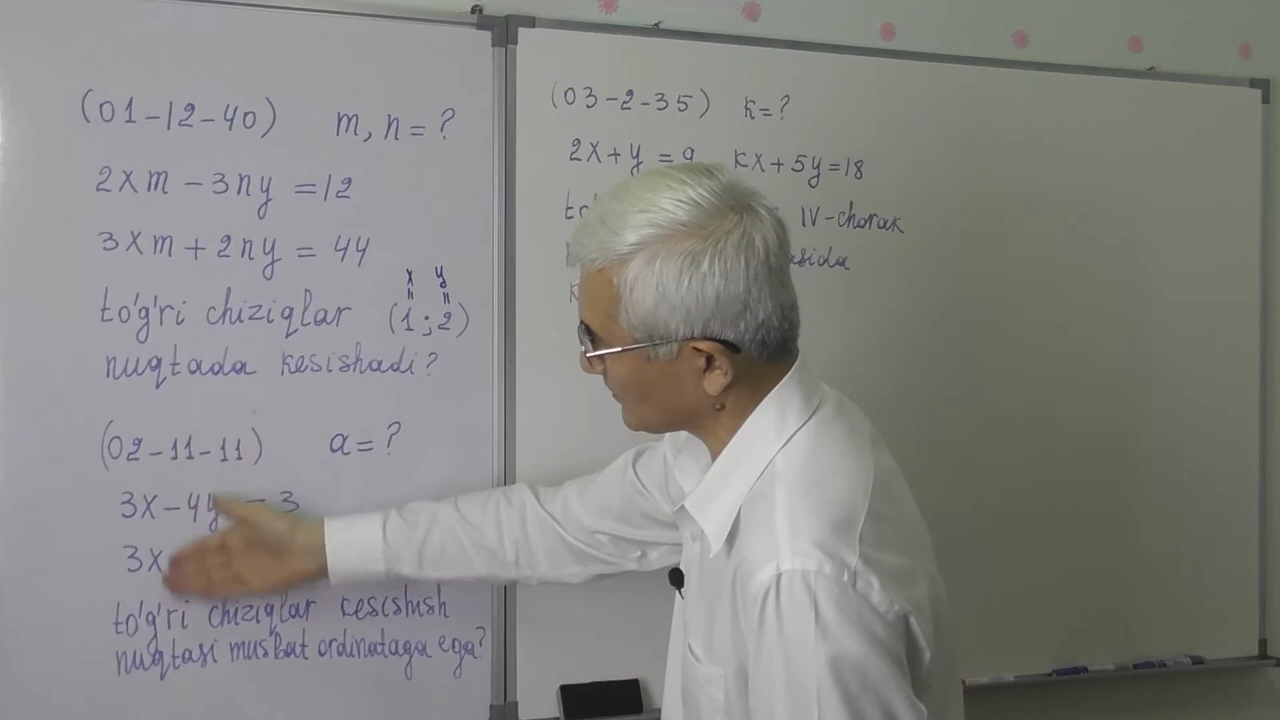 (01-12-40) m, n = ?
2xm - 3ny = 12
3xm + 2ny = 44
x y
to'g'ri chiziqlar (1;2)
nuqtada kesishadi?
(02-11-11) a = ?
3x - 4y = 3
3x
to'g'ri chiziqlar kesishish
nuqtasi musbat ordinataga ega?
(03-2-35) k = ?
2x + y = kx + 5y = 18
IV-chorak